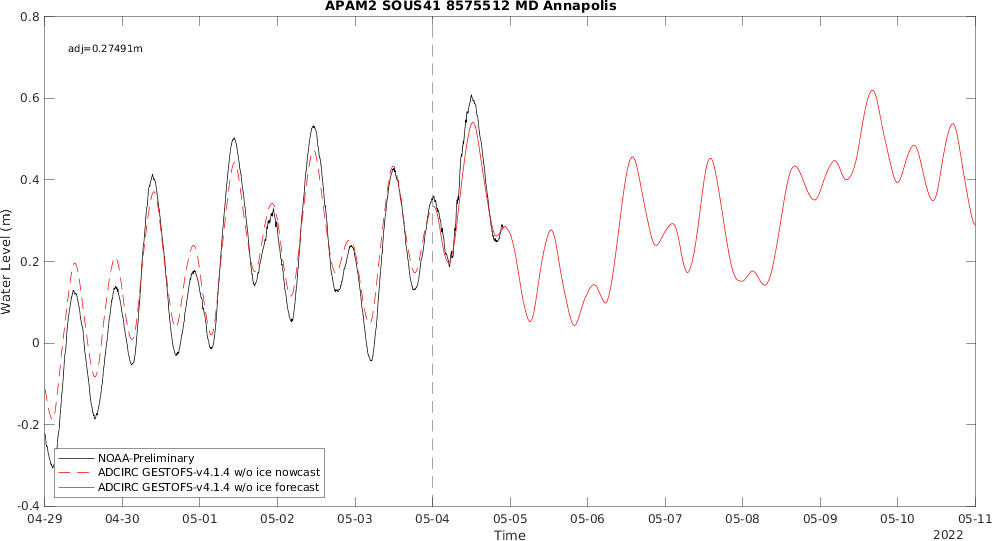 APAM2 SOUS41 8575512 MD Annapolis
adj=0.27491m
0.8
0.6
0.4
0.2
0
-0.2
-0.4
Water Level (m)
NOAA-Preliminary
ADCIRC GESTOFS-v4.1.4 w/o ice nowcast
ADCIRC GESTOFS-v4.1.4 w/o ice forecast
04-29 04-30 05-01 05-02 05-03 05-04 05-05 05-06 05-07 05-08 05-09 05-10 05-11
Time
2022